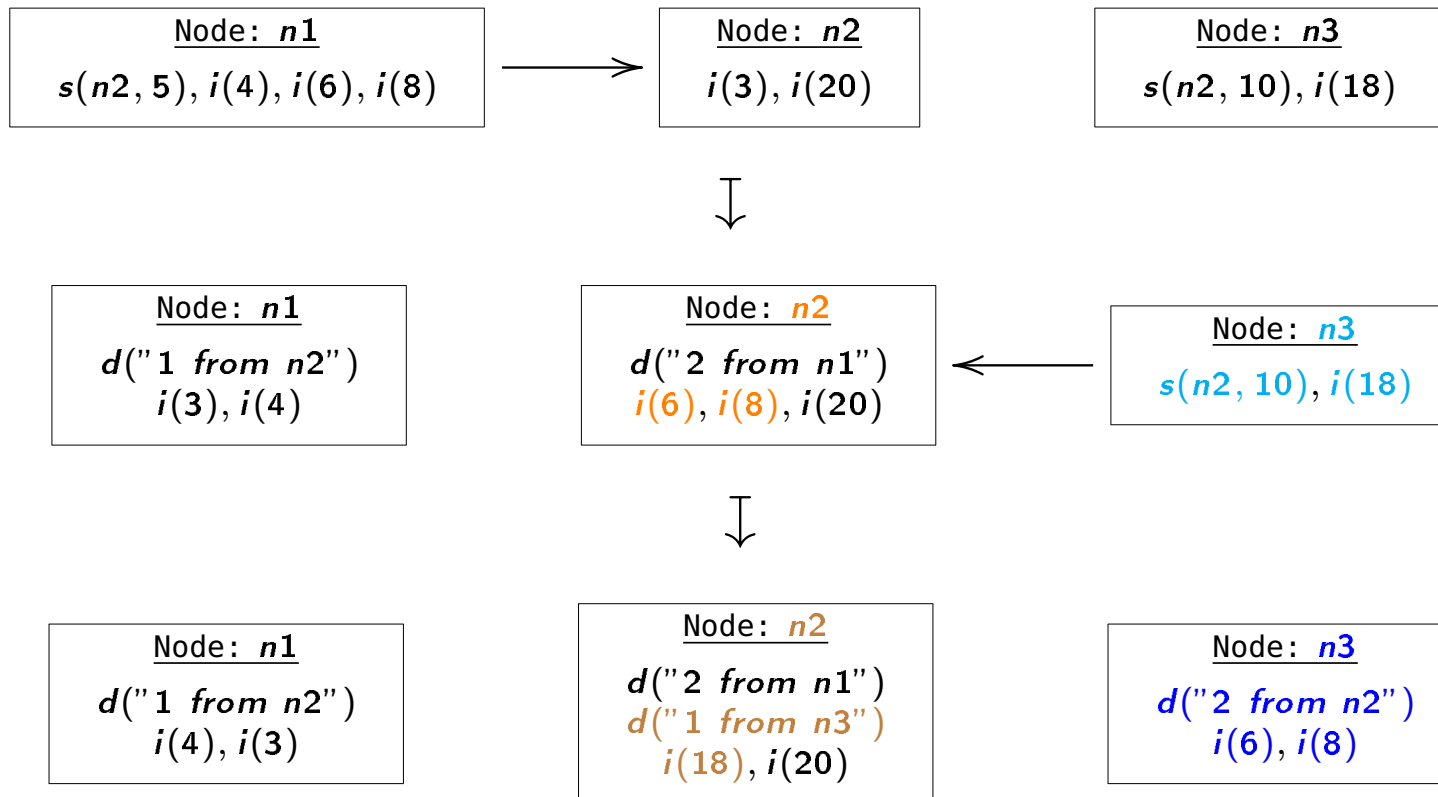 Node: n1
s(n2, 5), i(4), i(6), i(8)
Node: n2
i(3), i(20)
Node: n3
s(n2, 10), i(18)
Node: n1
d("1 from n2")
i(3), i(4)
Node: n2
d("2 from n1")
i(6), i(8), i(20)
Node: n3
s(n2, 10), i(18)
Node: n1
d("1 from n2")
i(4), i(3)
Node: n2
d("2 from n1")
d("1 from n3")
i(18), i(20)
Node: n3
d("2 from n2")
i(6), i(8)